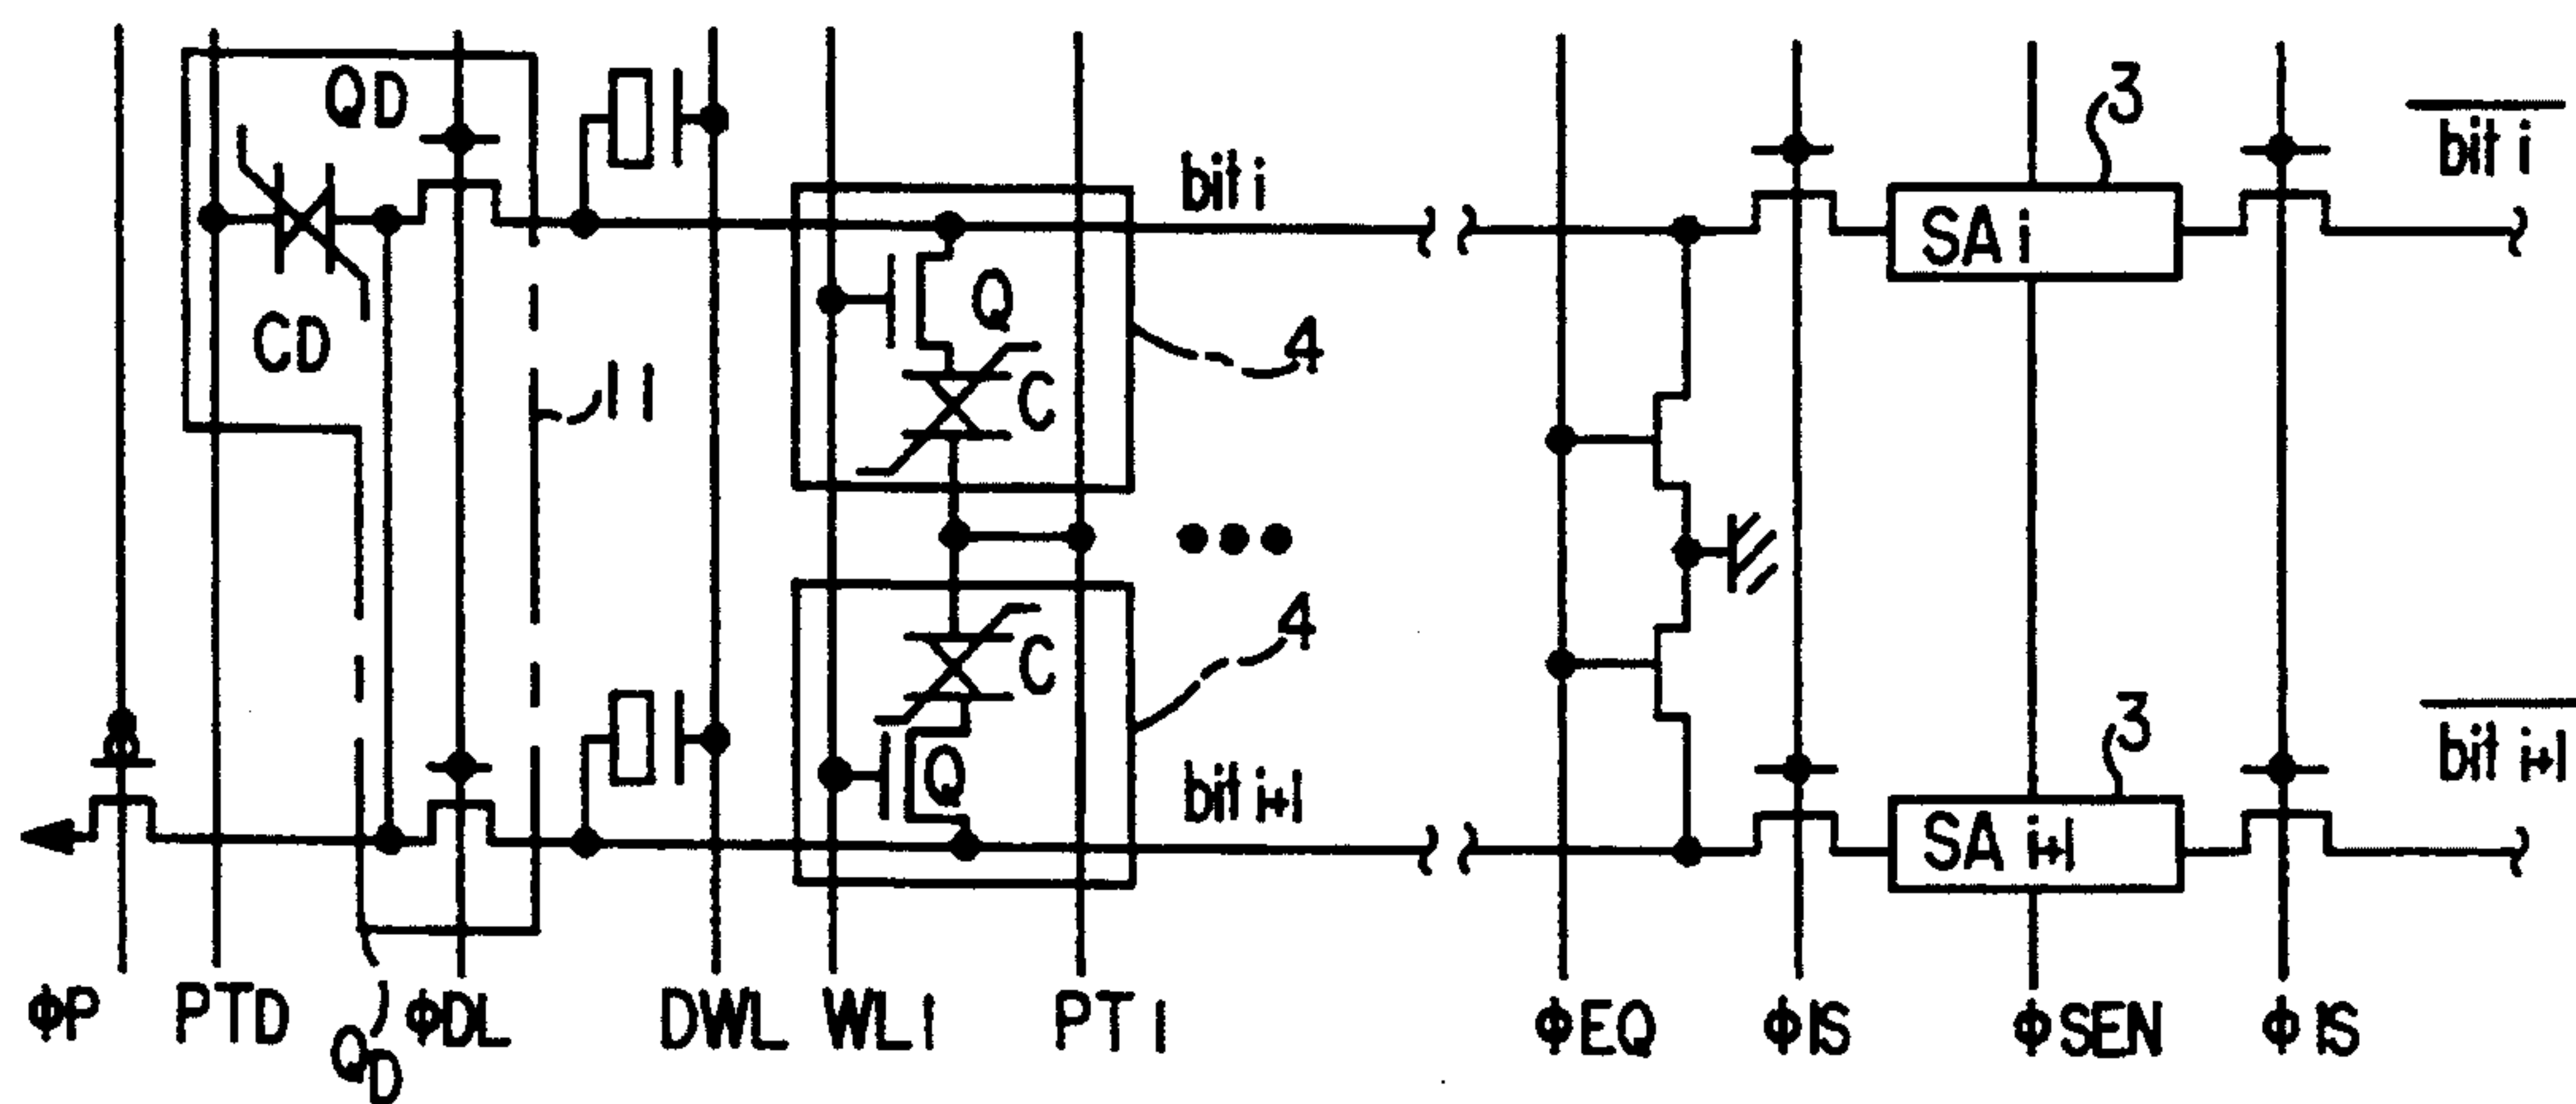 QD
3
bit i
bit i
SA i
Q
CD
4
C
11
4
3
C
Q
bit i+1
bit i+1
SA i+1
ΦP
PTD
QD
ΦDL
DWL
WL1
PT1
ΦEQ
ΦIS
ΦSEN
ΦIS